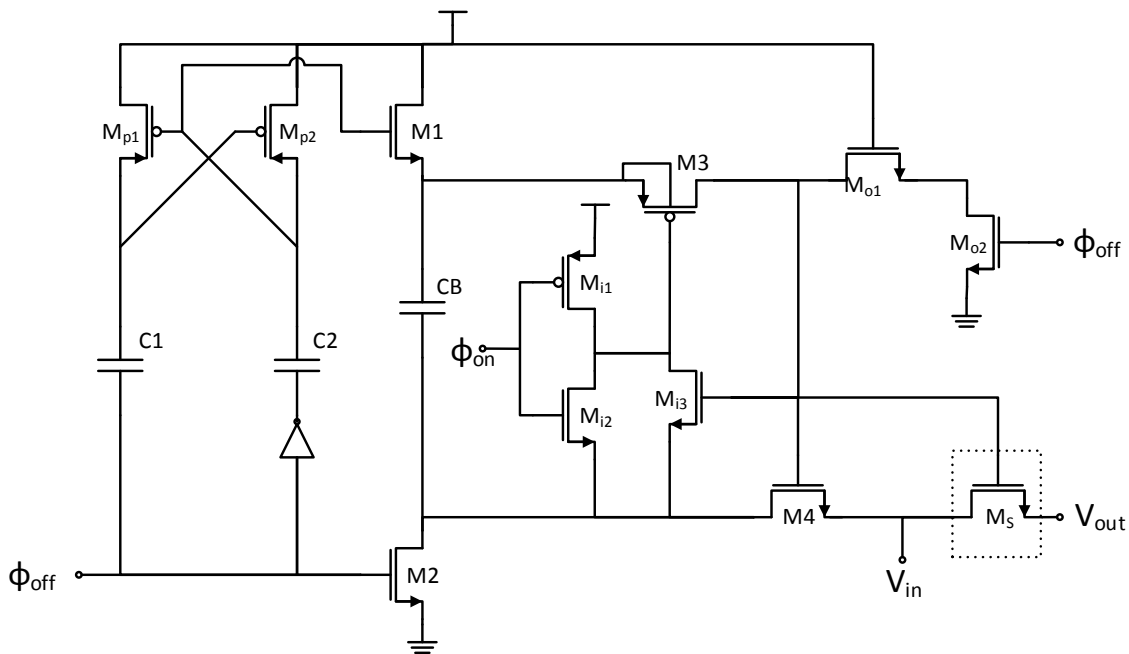 Mp1
Mp2
M1
M3
Mo1
Mo2
ϕoff
Mi1
CB
C1
C2
ϕon
Mi2
Mi3
M4
MS
Vout
Vin
ϕoff
M2